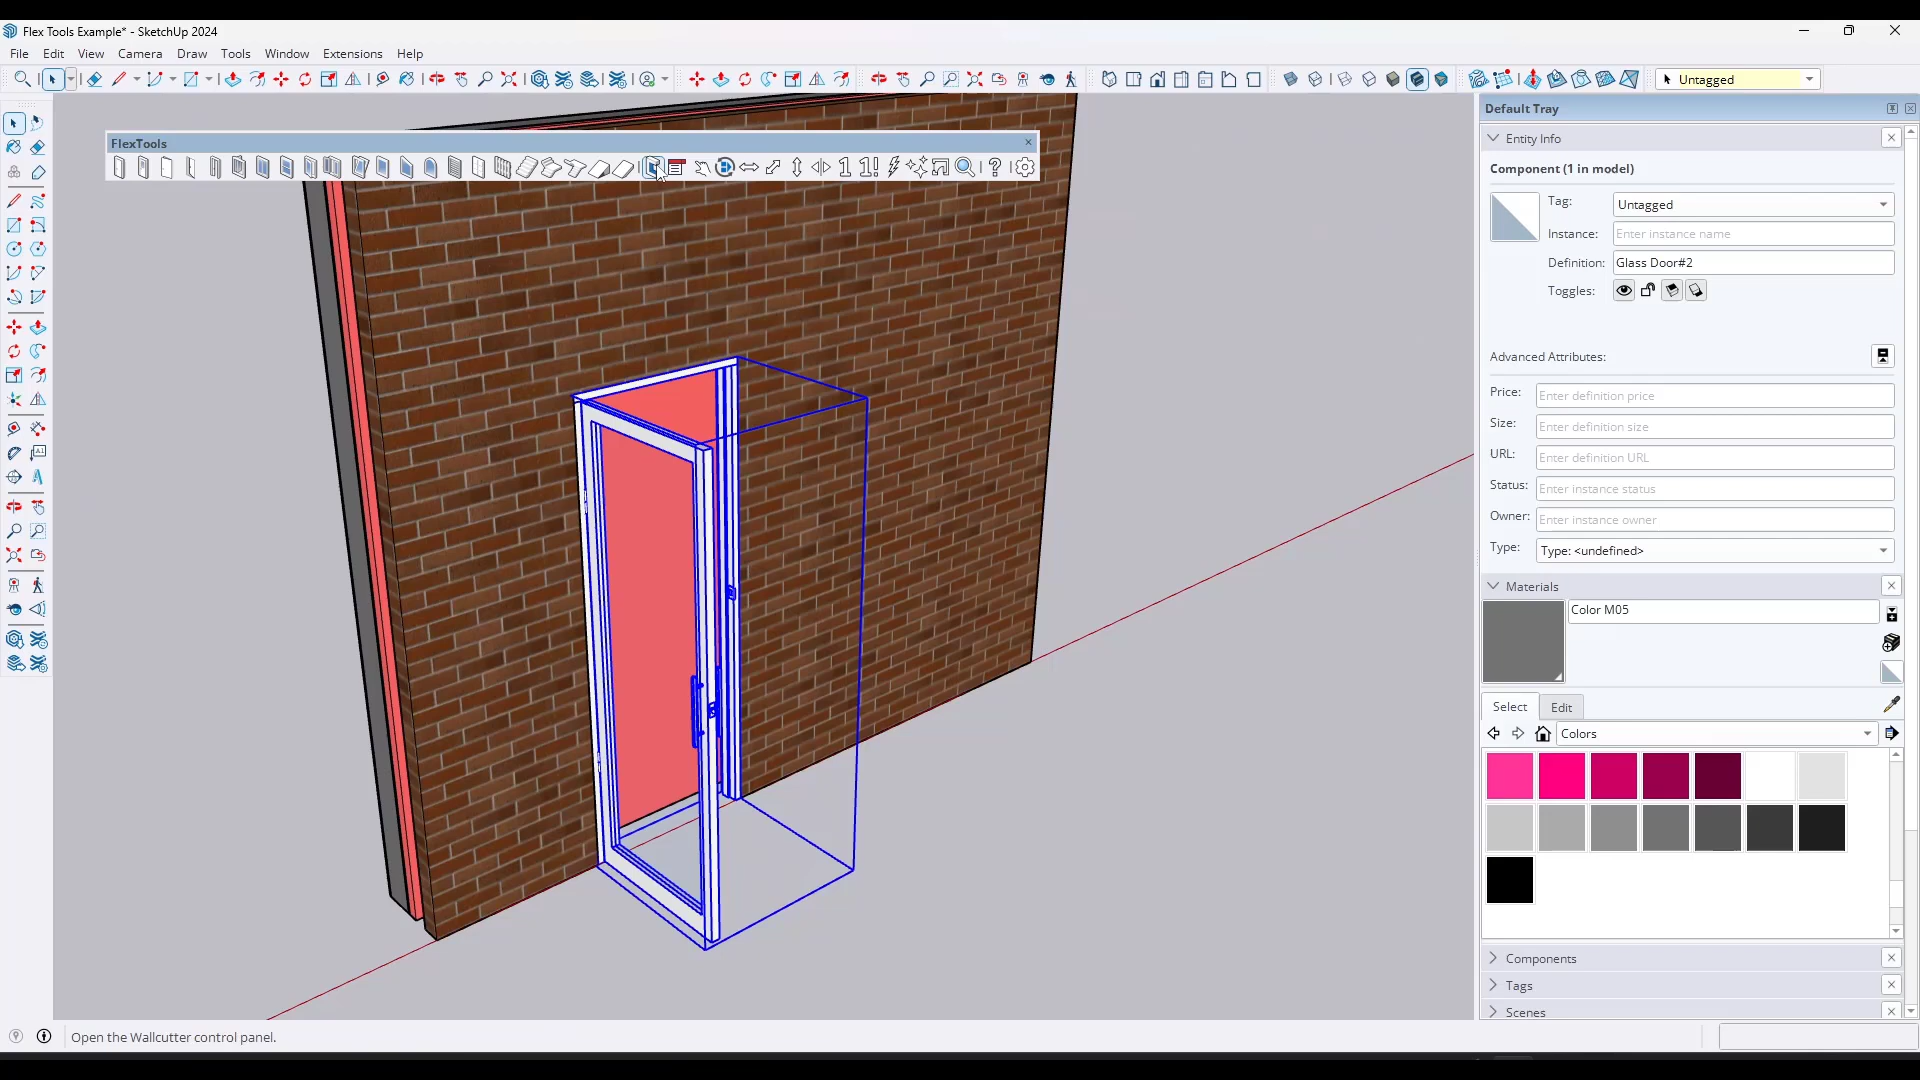 Flex Tools Example* - SketchUp 2024
File Edit View Camera Draw Tools Window Extensions Help
Untagged
Default Tray
FlexTools
Entity Info
Component (1 in model)
Tag: Untagged
Instance: Enter instance name
Definition: Glass Door#2
Toggles:
Advanced Attributes:
Price: Enter definition price
Size: Enter definition size
URL: Enter definition URL
Status: Enter instance status
Owner: Enter instance owner
Type: Type: <undefined>
Materials
Color M05
Select Edit
Colors
Components
Tags
Scenes
Open the Wallcutter control panel.